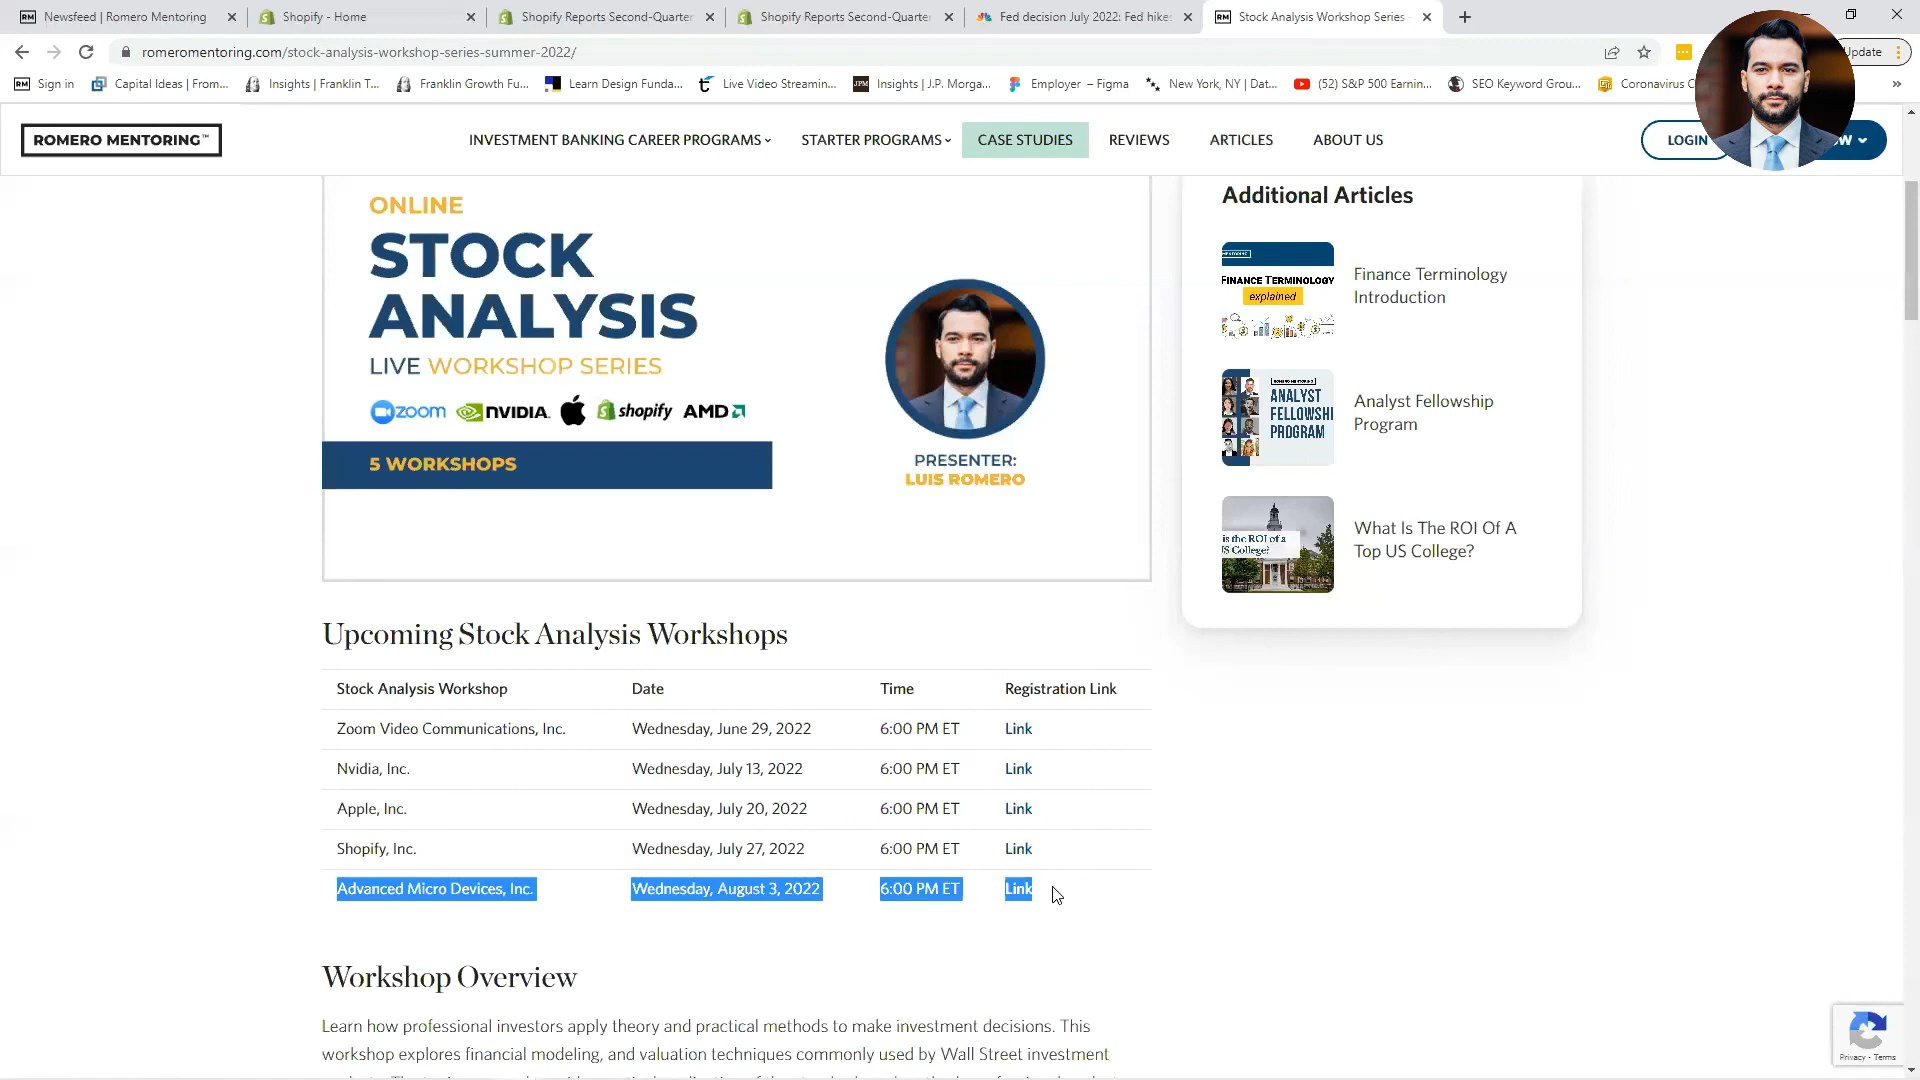 Newsfeed | Romero Mentoring
Shopify - Home
Shopify Reports Second-Quarter
Shopify Reports Second-Quarter
Fed decision July 2022: Fed hike
Stock Analysis Workshop Series -
romeromentoring.com/stock-analysis-workshop-series-summer-2022/
Update
Sign in
Capital Ideas | From...
Insights | Franklin T...
Franklin Growth Fu...
Learn Design Funda...
Live Video Streamin...
Insights | J.P. Morga...
Employer – Figma
New York, NY | Dat...
(52) S&P 500 Earnin...
SEO Keyword Grou...
Coronavirus C
ROMERO MENTORING™
INVESTMENT BANKING CAREER PROGRAMS
STARTER PROGRAMS
CASE STUDIES
REVIEWS
ARTICLES
ABOUT US
LOGIN
OW
ONLINE
STOCK
ANALYSIS
LIVE WORKSHOP SERIES
zoom NVIDIA. shopify AMD
5 WORKSHOPS
PRESENTER:
LUIS ROMERO
Additional Articles
FINANCE TERMINOLOGY
explained
Finance Terminology
Introduction
ROMERO MENTORING
ANALYST
FELLOWSHI
PROGRAM
Analyst Fellowship
Program
is the ROI of a
S College?
What Is The ROI Of A
Top US College?
Upcoming Stock Analysis Workshops
Stock Analysis Workshop Date Time Registration Link
Zoom Video Communications, Inc. Wednesday, June 29, 2022 6:00 PM ET Link
Nvidia, Inc. Wednesday, July 13, 2022 6:00 PM ET Link
Apple, Inc. Wednesday, July 20, 2022 6:00 PM ET Link
Shopify, Inc. Wednesday, July 27, 2022 6:00 PM ET Link
Advanced Micro Devices, Inc. Wednesday, August 3, 2022 6:00 PM ET Link
Workshop Overview
Learn how professional investors apply theory and practical methods to make investment decisions. This
workshop explores financial modeling, and valuation techniques commonly used by Wall Street investment
Privacy - Terms